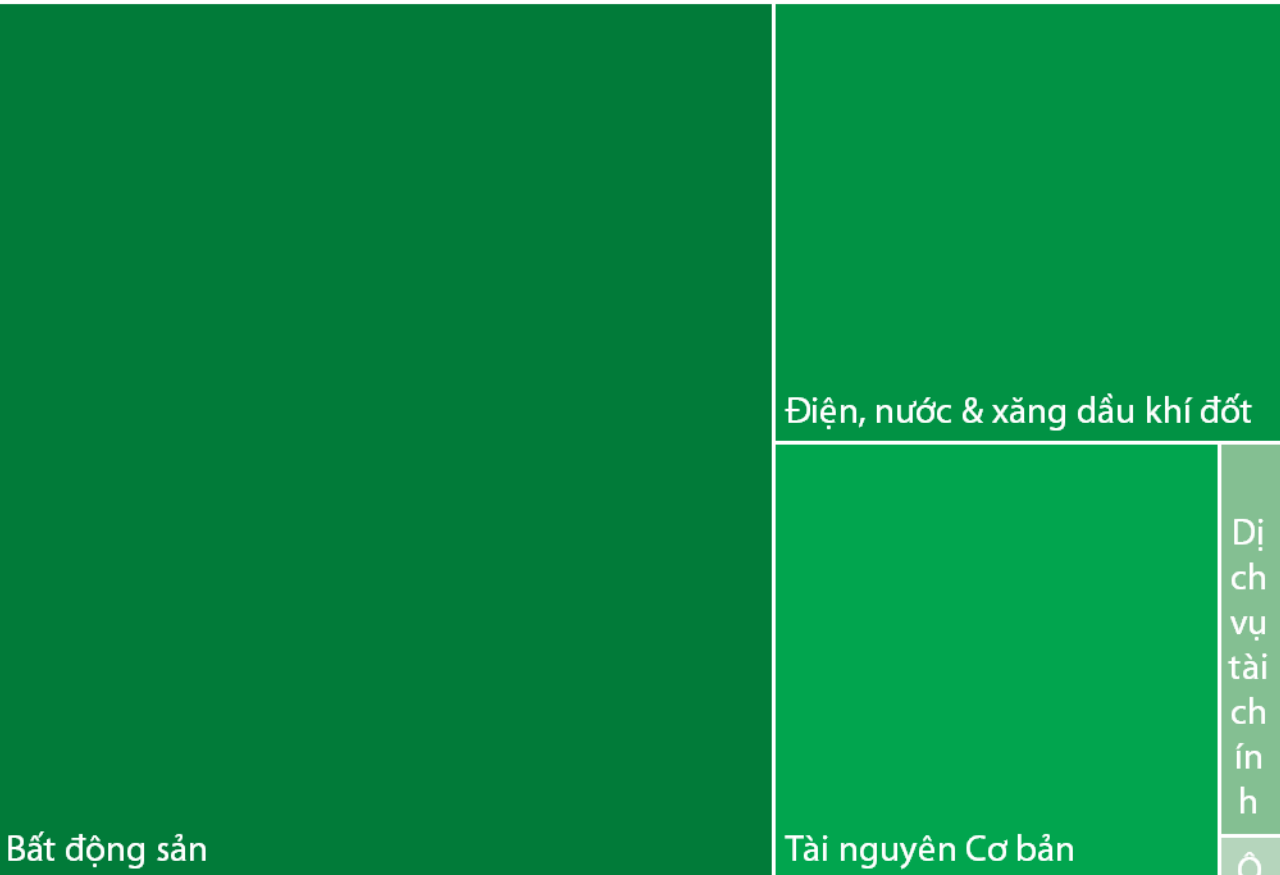 Điện, nước & xăng dầu khí đốt
Dị
ch
vụ
tài
ch
ín
h
Bất động sản
Tài nguyên Cơ bản
Ô